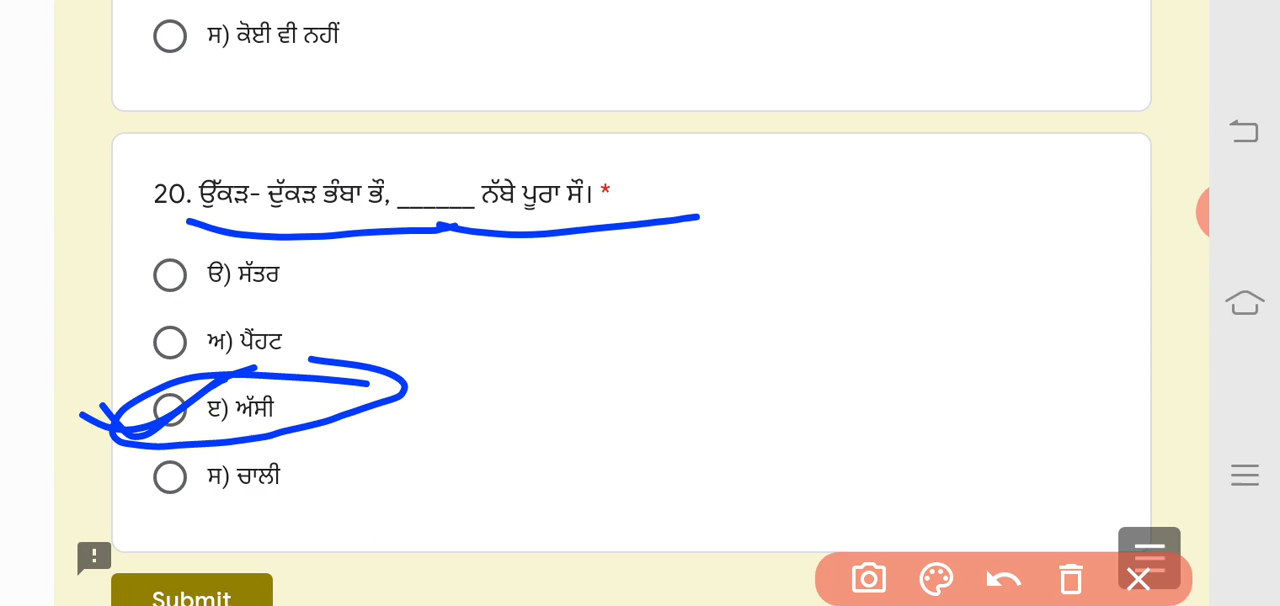 ਸ) ਕੋਈ ਵੀ ਨਹੀਂ
20. ਉੱਕੜ- ਦੁੱਕੜ ਭੰਬਾ ਭੌ, ______ ਨੱਬੇ ਪੂਰਾ ਸੌ। *
ੳ) ਸੱਤਰ
ਅ) ਪੈਂਹਟ
ੲ) ਅੱਸੀ
ਸ) ਚਾਲੀ
Submit